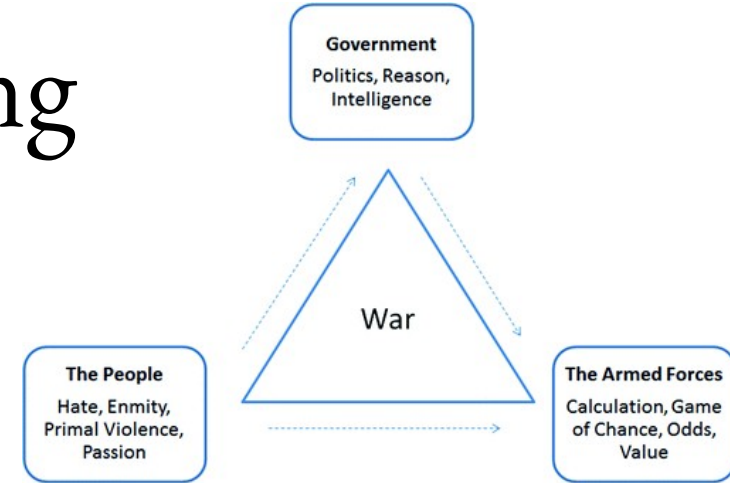 ng
Government
Politics, Reason,
Intelligence
War
The People
Hate, Enmity,
Primal Violence,
Passion
The Armed Forces
Calculation, Game
of Chance, Odds,
Value